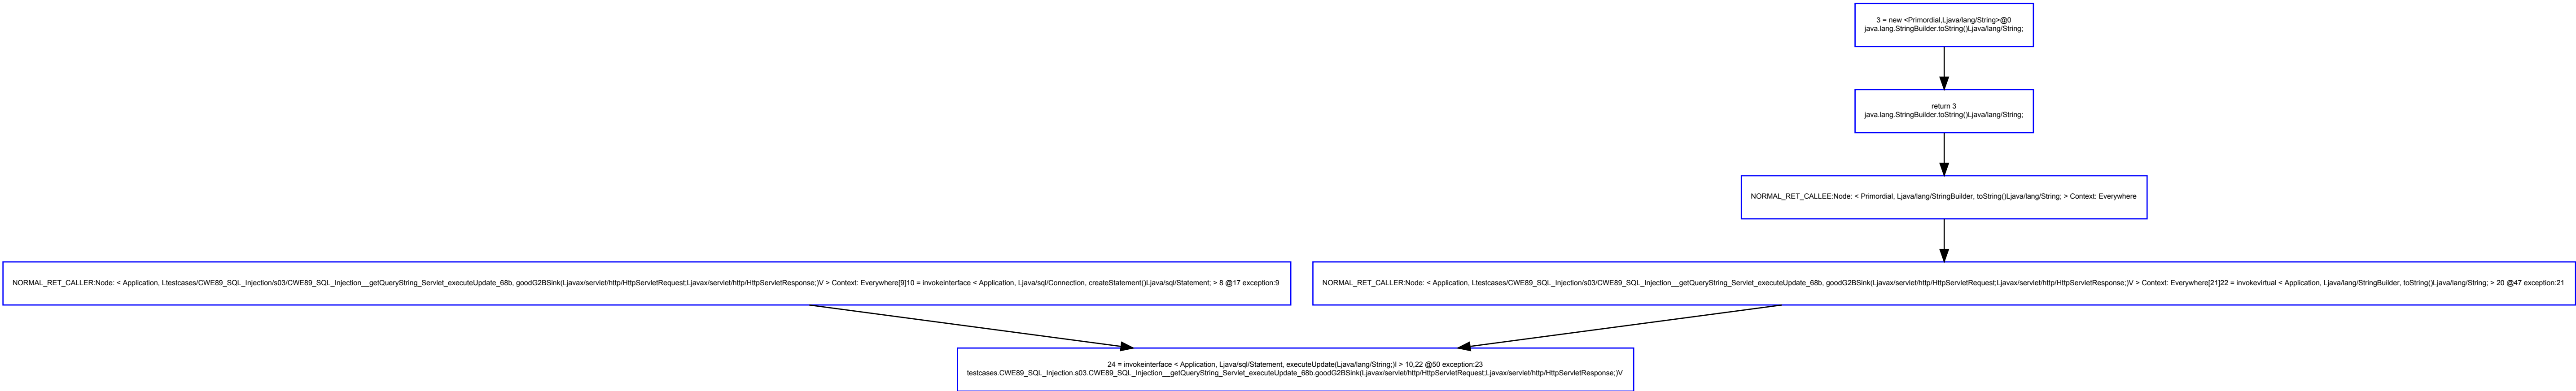 3 = new <Primordial,Ljava/lang/String>@0
java.lang.StringBuilder.toString()Ljava/lang/String;
return 3
java.lang.StringBuilder.toString()Ljava/lang/String;
NORMAL_RET_CALLEE:Node: < Primordial, Ljava/lang/StringBuilder, toString()Ljava/lang/String; > Context: Everywhere
NORMAL_RET_CALLER:Node: < Application, Ltestcases/CWE89_SQL_Injection/s03/CWE89_SQL_Injection__getQueryString_Servlet_executeUpdate_68b, goodG2BSink(Ljavax/servlet/http/HttpServletRequest;Ljavax/servlet/http/HttpServletResponse;)V > Context: Everywhere[9]10 = invokeinterface < Application, Ljava/sql/Connection, createStatement()Ljava/sql/Statement; > 8 @17 exception:9
NORMAL_RET_CALLER:Node: < Application, Ltestcases/CWE89_SQL_Injection/s03/CWE89_SQL_Injection__getQueryString_Servlet_executeUpdate_68b, goodG2BSink(Ljavax/servlet/http/HttpServletRequest;Ljavax/servlet/http/HttpServletResponse;)V > Context: Everywhere[21]22 = invokevirtual < Application, Ljava/lang/StringBuilder, toString()Ljava/lang/String; > 20 @47 exception:21
24 = invokeinterface < Application, Ljava/sql/Statement, executeUpdate(Ljava/lang/String;)I > 10,22 @50 exception:23
testcases.CWE89_SQL_Injection.s03.CWE89_SQL_Injection__getQueryString_Servlet_executeUpdate_68b.goodG2BSink(Ljavax/servlet/http/HttpServletRequest;Ljavax/servlet/http/HttpServletResponse;)V